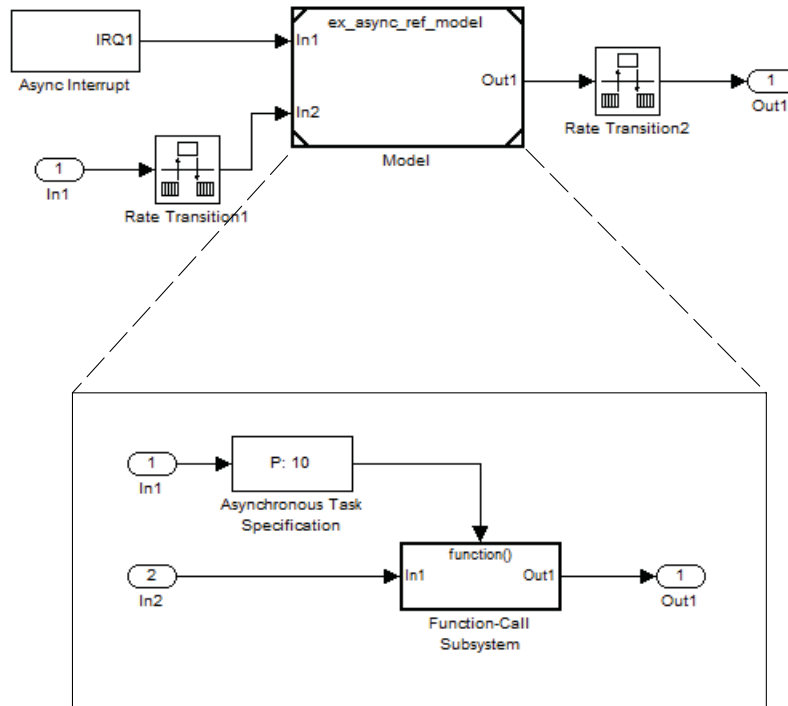 ex_async_ref_model
IRQ1
In1
Async Interrupt
Out1
In2
1
Out1
Rate Transition2
Model
1
In1
Rate Transition1
1
In1
P: 10
Asynchronous Task
Specification
function()
2
In2
In1
Out1
1
Out1
Function-Call
Subsystem